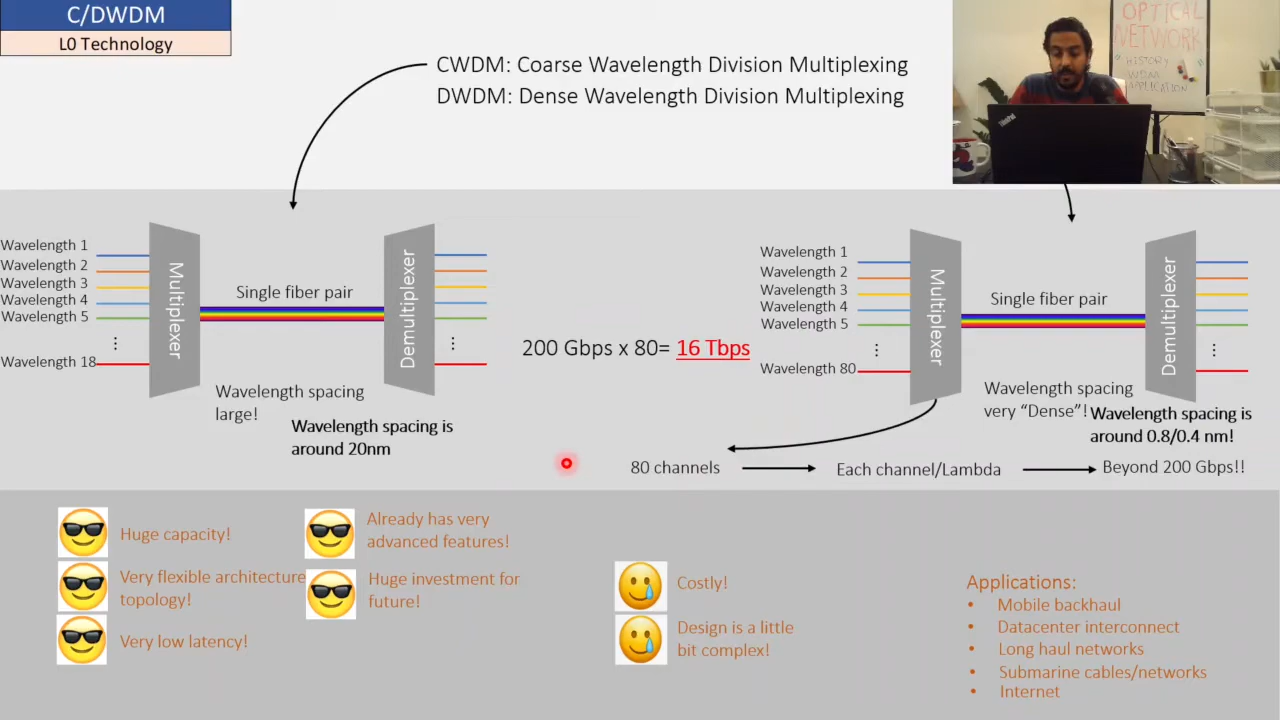 C/DWDM
L0 Technology
CWDM: Coarse Wavelength Division Multiplexing
DWDM: Dense Wavelength Division Multiplexing
OPTICAL
NETWORK
HISTORY
APPLICATION
ThinkPad
Wavelength 1
Wavelength 2
Wavelength 3
Wavelength 4
Wavelength 5
⋮
Wavelength 18
Multiplexer
Single fiber pair
Demultiplexer
⋮
Wavelength spacing
large!
Wavelength spacing is
around 20nm
200 Gbps x 80= 16 Tbps
Wavelength 1
Wavelength 2
Wavelength 3
Wavelength 4
Wavelength 5
⋮
Wavelength 80
Multiplexer
Single fiber pair
Demultiplexer
⋮
Wavelength spacing
very “Dense”!
Wavelength spacing is
around 0.8/0.4 nm!
80 channels
Each channel/Lambda
Beyond 200 Gbps!!
Huge capacity!
Very flexible architecture
topology!
Very low latency!
Already has very
advanced features!
Huge investment for
future!
Costly!
Design is a little
bit complex!
Applications:
• Mobile backhaul
• Datacenter interconnect
• Long haul networks
• Submarine cables/networks
• Internet